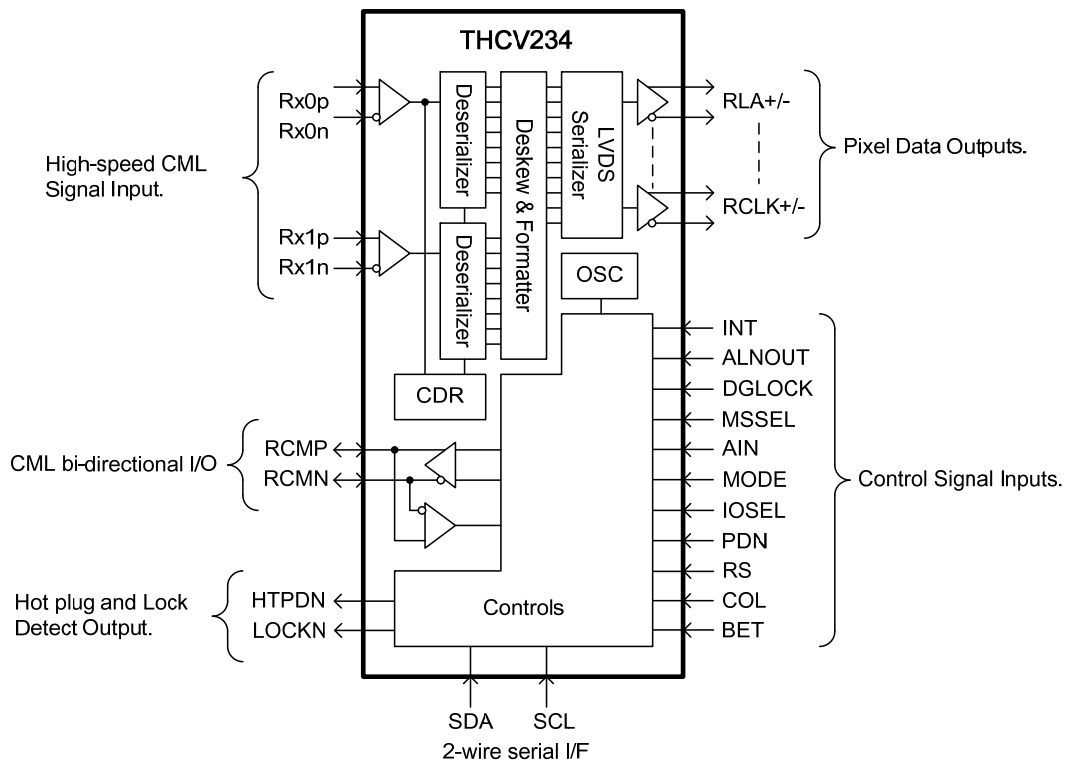 THCV234
High-speed CML
Signal Input.
Rx0p
Rx0n
Rx1p
Rx1n
Deserializer
Deserializer
Deskew & Formatter
LVDS
Serializer
RLA+/-
RCLK+/-
Pixel Data Outputs.
OSC
CDR
CML bi-directional I/O
RCMP
RCMN
Hot plug and Lock
Detect Output.
HTPDN
LOCKN
Controls
INT
ALNOUT
DGLOCK
MSSEL
AIN
MODE
IOSEL
PDN
RS
COL
BET
Control Signal Inputs.
SDA
SCL
2-wire serial I/F